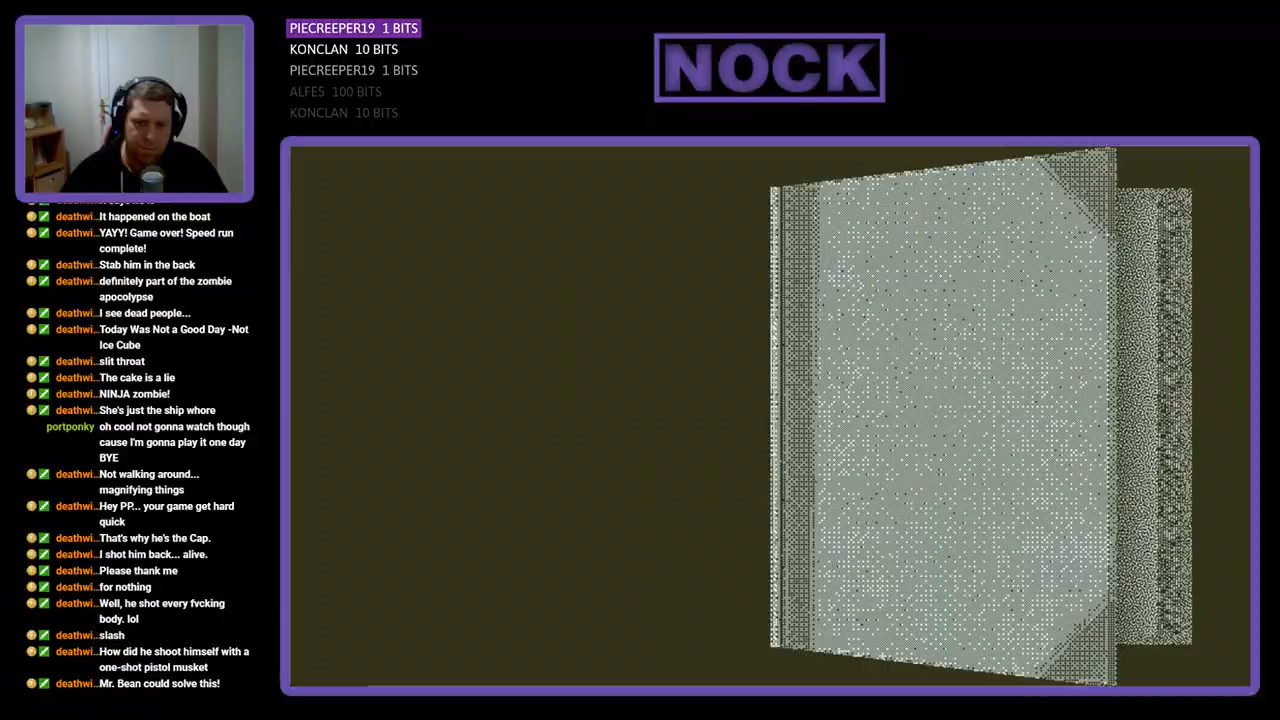 PIECREEPER19 1 BITS
KONCLAN 10 BITS
PIECREEPER19 1 BITS
ALFES 100 BITS
KONCLAN 10 BITS
NOCK
deathwi...It happened on the boat
deathwi...YAYY! Game over! Speed run
complete!
deathwi...Stab him in the back
deathwi...definitely part of the zombie
apocolypse
deathwi...I see dead people...
deathwi...Today Was Not a Good Day -Not
Ice Cube
deathwi...slit throat
deathwi...The cake is a lie
deathwi...NINJA zombie!
deathwi...She's just the ship whore
portponky oh cool not gonna watch though
cause I'm gonna play it one day
BYE
deathwi...Not walking around...
magnifying things
deathwi...Hey PP... your game get hard
quick
deathwi...That's why he's the Cap.
deathwi...I shot him back... alive.
deathwi...Please thank me
deathwi...for nothing
deathwi...Well, he shot every fvcking
body. lol
deathwi...slash
deathwi...How did he shoot himself with a
one-shot pistol musket
deathwi...Mr. Bean could solve this!